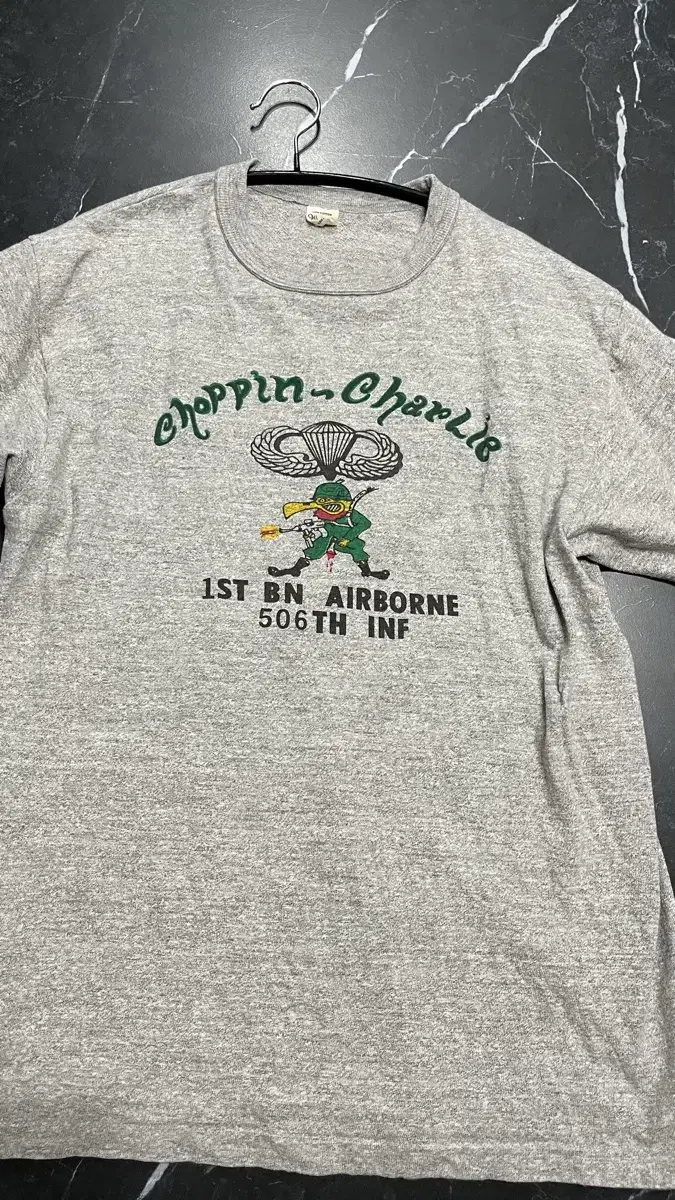 Choppin ~ Charlie
1ST BN AIRBORNE
506TH INF